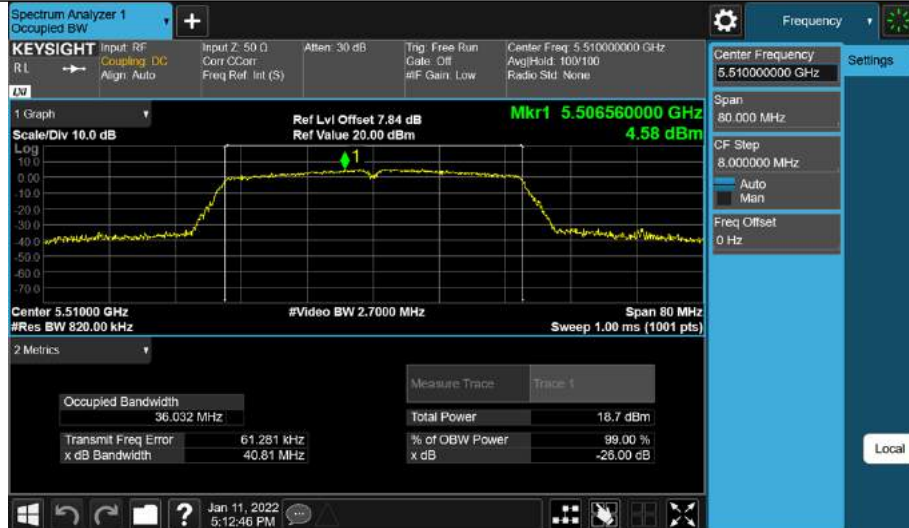 Spectrum Analyzer 1
Occupied BW
+
Frequency
KEYSIGHT
RL
LXI
Input: RF
Coupling: DC
Align: Auto
Input Z: 50 Ω
Corr CCorr
Freq Ref: Int (S)
Atten: 30 dB
Trig: Free Run
Gate: Off
#IF Gain: Low
Center Freq: 5.510000000 GHz
Avg|Hold: 100/100
Radio Std: None
Center Frequency
5.510000000 GHz
Settings
Span
80.000 MHz
CF Step
8.000000 MHz
Auto
Man
Freq Offset
0 Hz
Local
1 Graph
Scale/Div 10.0 dB
Ref Lvl Offset 7.84 dB
Ref Value 20.00 dBm
Mkr1 5.506560000 GHz
4.58 dBm
Log
10.0
0.00
-10.0
-20.0
-30.0
-40.0
-50.0
-60.0
-70.0
1
Center 5.51000 GHz
#Res BW 820.00 kHz
#Video BW 2.7000 MHz
Span 80 MHz
Sweep 1.00 ms (1001 pts)
2 Metrics
Measure Trace Trace 1
Occupied Bandwidth
36.032 MHz
Total Power 18.7 dBm
Transmit Freq Error 61.281 kHz
% of OBW Power 99.00 %
x dB Bandwidth 40.81 MHz
x dB -26.00 dB
?
Jan 11, 2022
5:12:46 PM